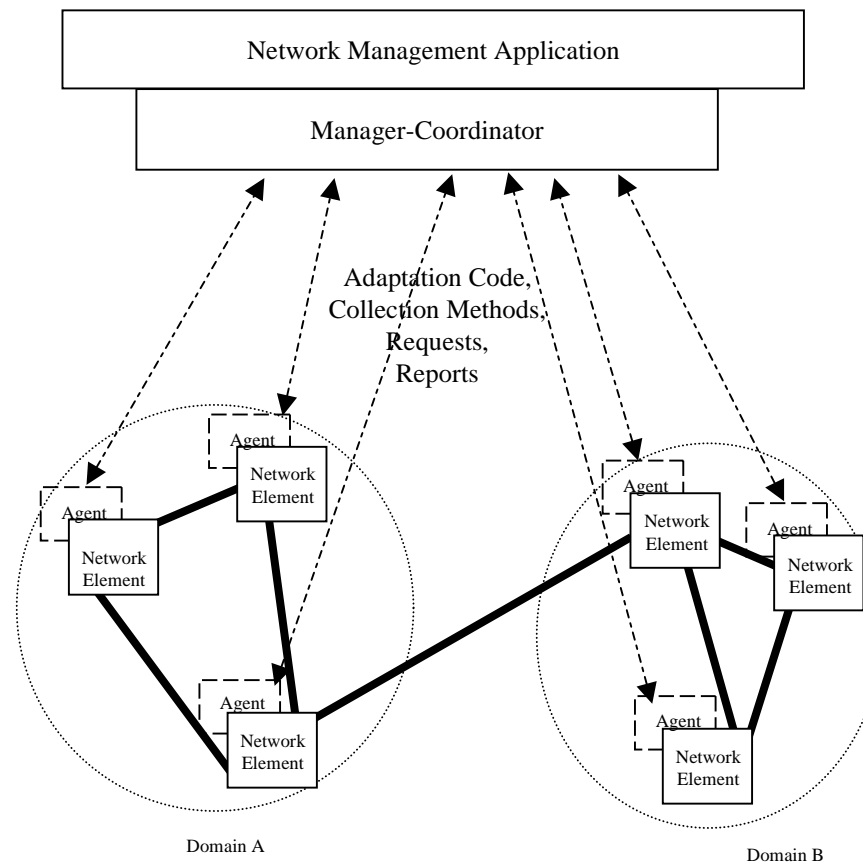 Network Management Application
Manager-Coordinator
Adaptation Code,
Collection Methods,
Requests,
Reports
Agent
Network
Element
Agent
Network
Element
Agent
Network
Element
Agent
Network
Element
Agent
Network
Element
Agent
Network
Element
Domain A
Domain B